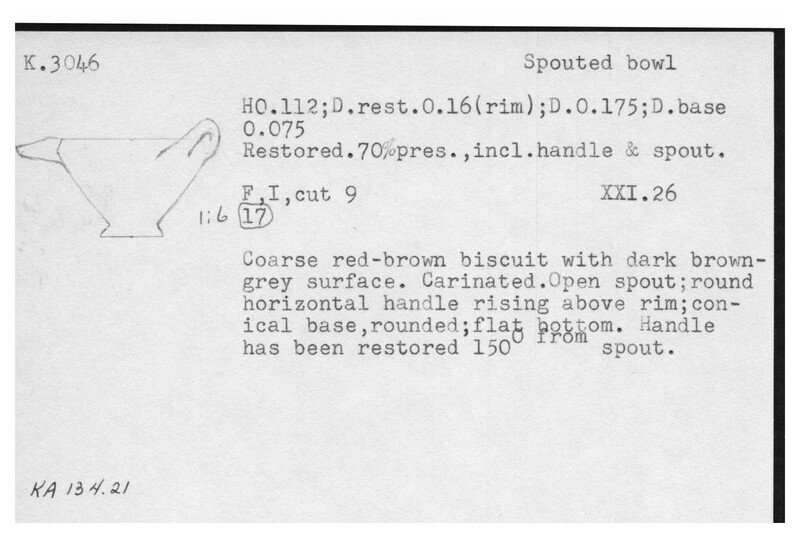 K.3046 Spouted bowl
H0.112;D.rest.0.16(rim);D.0.175;D.base
0.075
Restored.70%pres.,incl.handle & spout.
F,I,cut 9 XXI.26
1:6 17
Coarse red-brown biscuit with dark brown-
grey surface. Carinated.Open spout;round
horizontal handle rising above rim;con-
ical base,rounded;flat bottom. Handle
has been restored 150° from spout.
KA 134.21